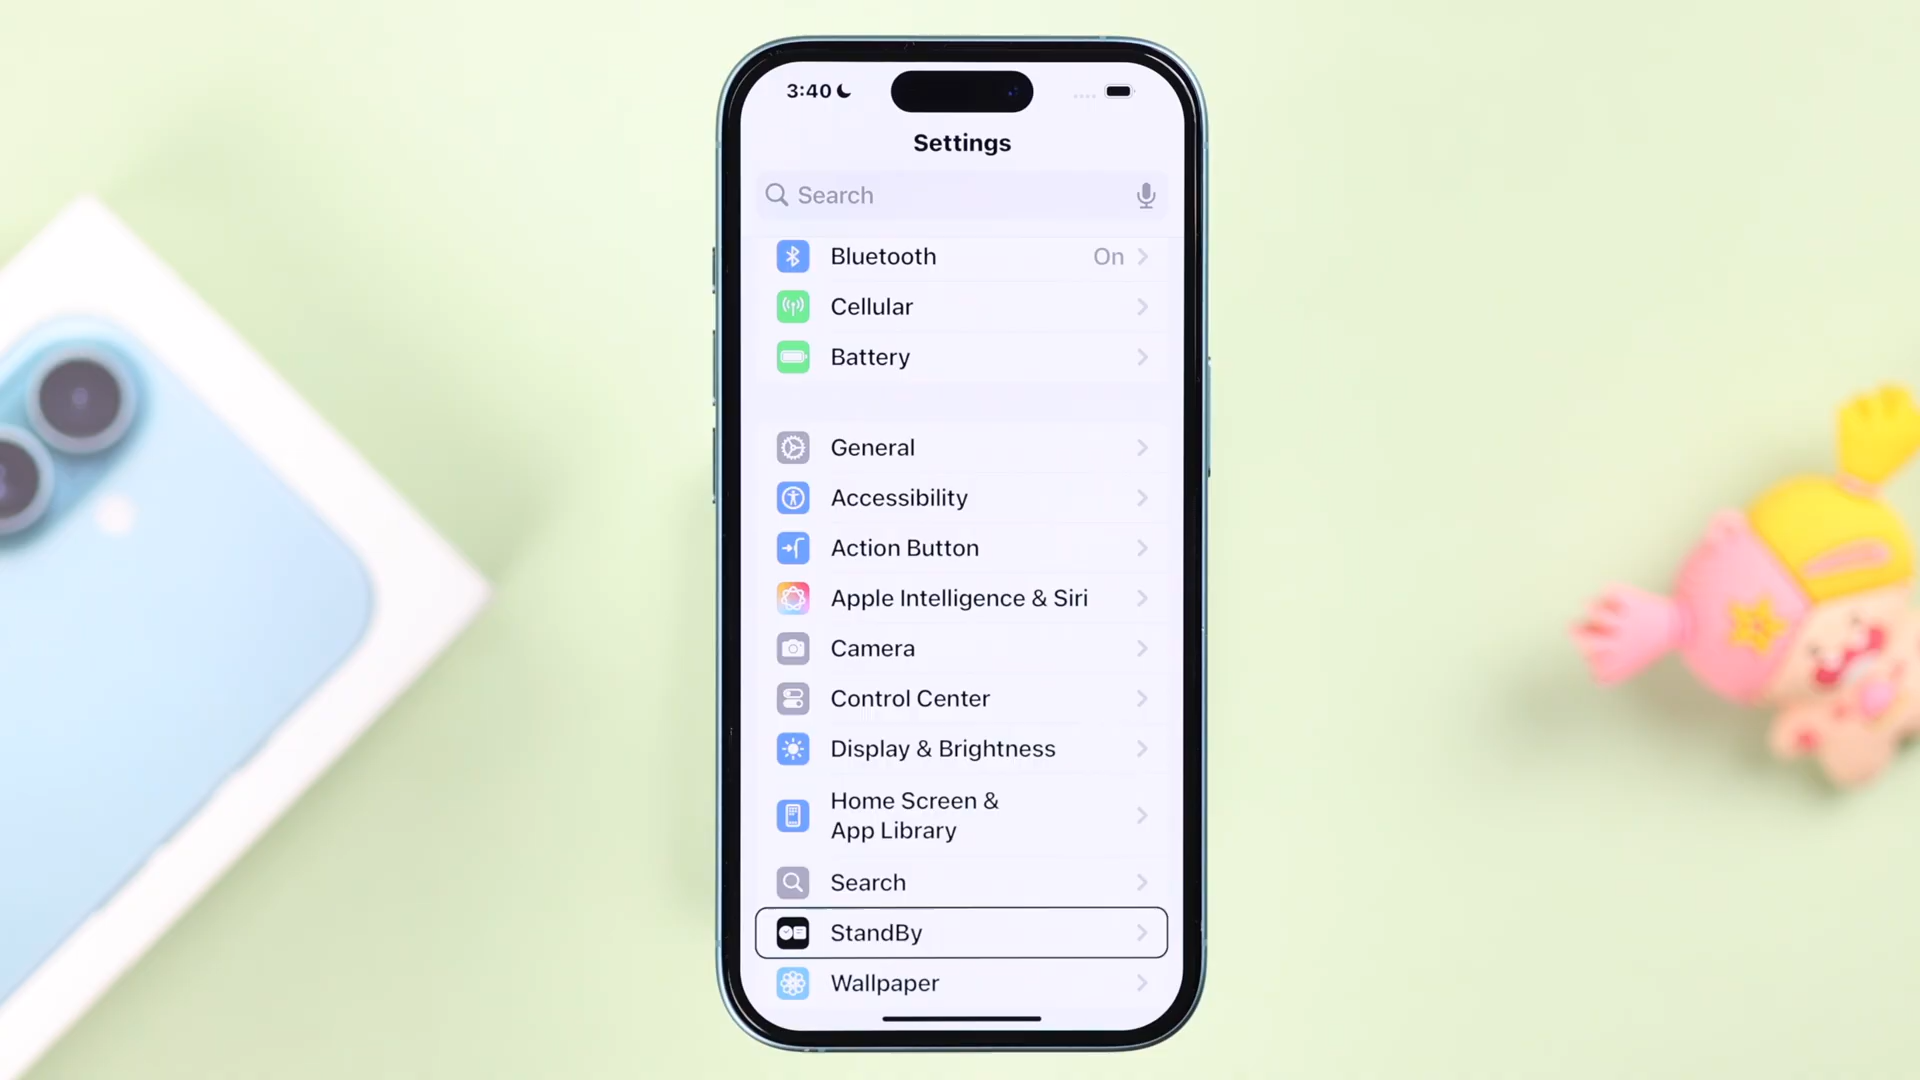 3:40
Settings
Search
Bluetooth On
Cellular
Battery
General
Accessibility
Action Button
Apple Intelligence & Siri
Camera
Control Center
Display & Brightness
Home Screen &
App Library
Search
StandBy
Wallpaper